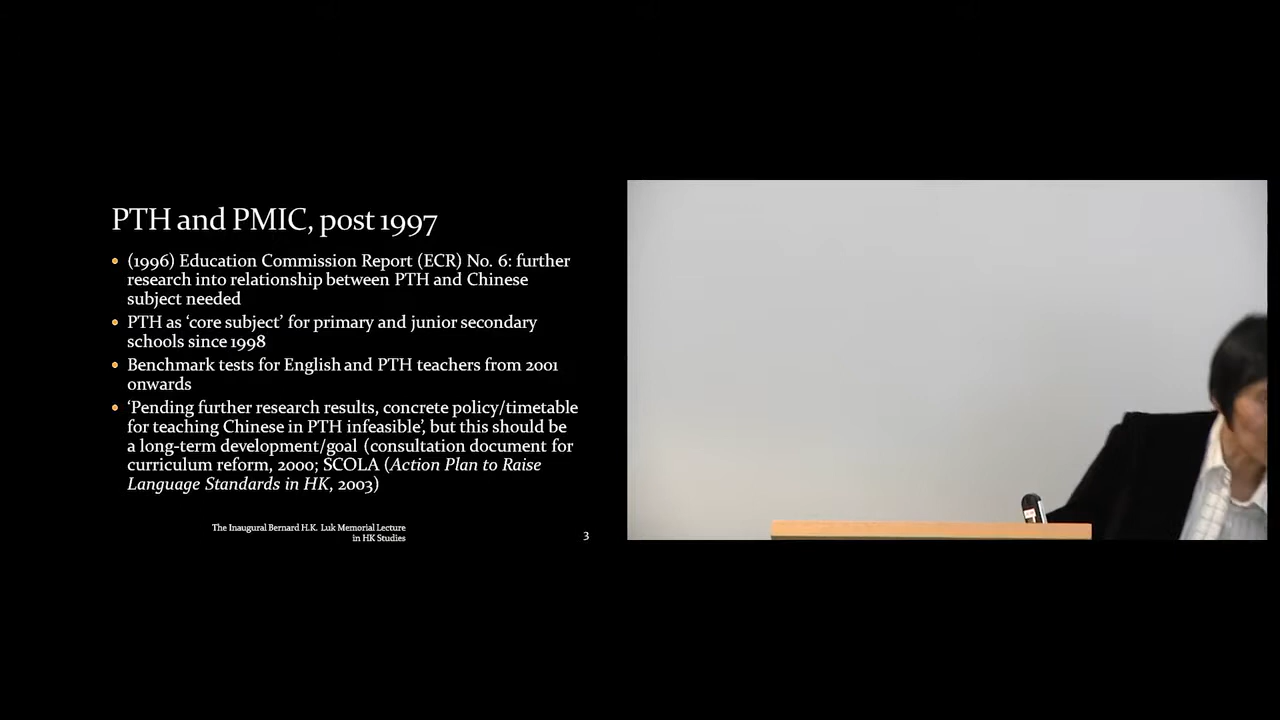 PTH and PMIC, post 1997
• (1996) Education Commission Report (ECR) No. 6: further
research into relationship between PTH and Chinese
subject needed
• PTH as ‘core subject’ for primary and junior secondary
schools since 1998
• Benchmark tests for English and PTH teachers from 2001
onwards
• ‘Pending further research results, concrete policy/timetable
for teaching Chinese in PTH infeasible’, but this should be
a long-term development/goal (consultation document for
curriculum reform, 2000; SCOLA (Action Plan to Raise
Language Standards in HK, 2003)
The Inaugural Bernard H.K. Luk Memorial Lecture
in HK Studies
3